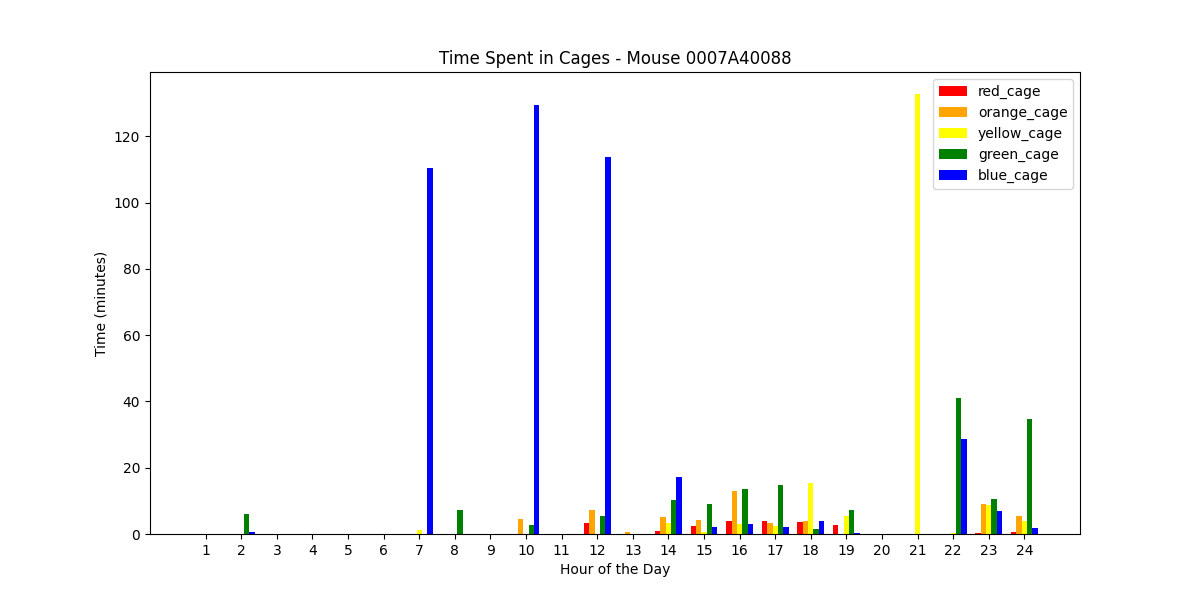 Time Spent in Cages - Mouse 0007A40088
red_cage
orange_cage
yellow_cage
green_cage
blue_cage
Time (minutes)
120
100
80
60
40
20
0
1 2 3 4 5 6 7 8 9 10 11 12 13 14 15 16 17 18 19 20 21 22 23 24
Hour of the Day